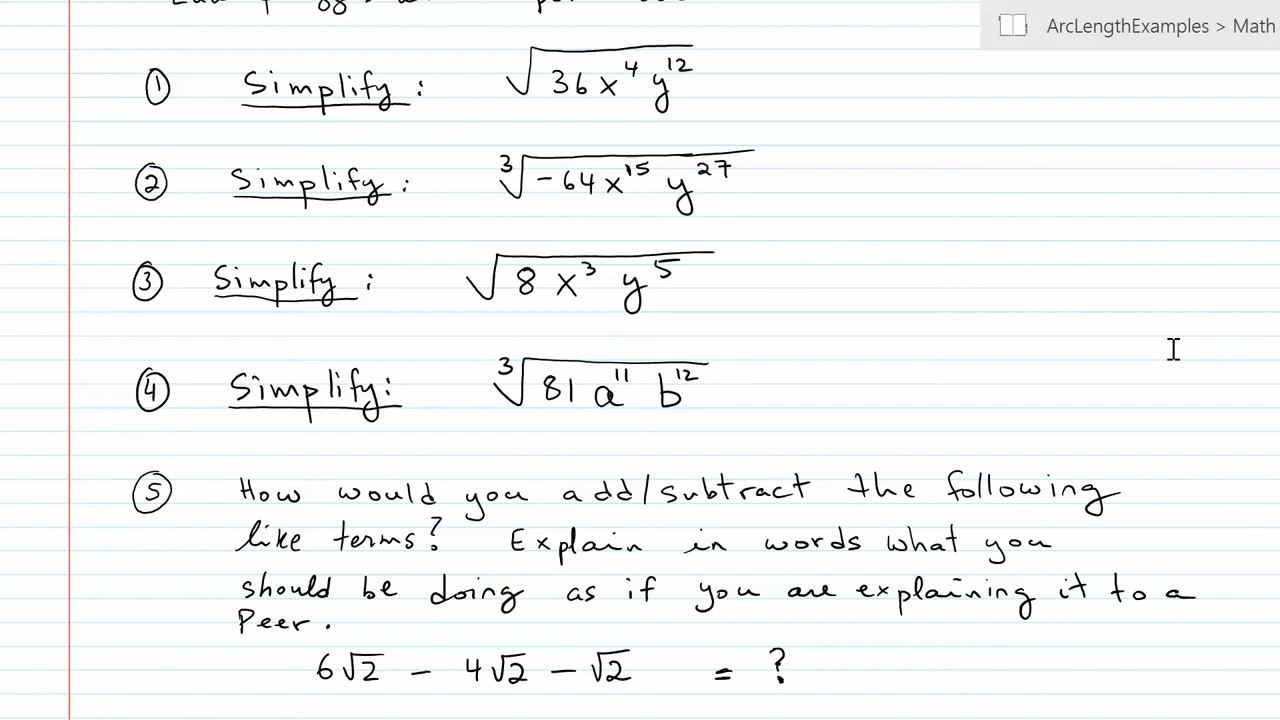 ArcLengthExamples > Math
① Simplify: √(36x⁴y¹²)
② Simplify: ³√(-64x¹⁵y²⁷)
③ Simplify: √(8x³y⁵)
④ Simplify: ³√(81a¹¹b¹²)
⑤ How would you add/subtract the following
like terms? Explain in words what you
should be doing as if you are explaining it to a
Peer.
6√2 - 4√2 - √2 = ?